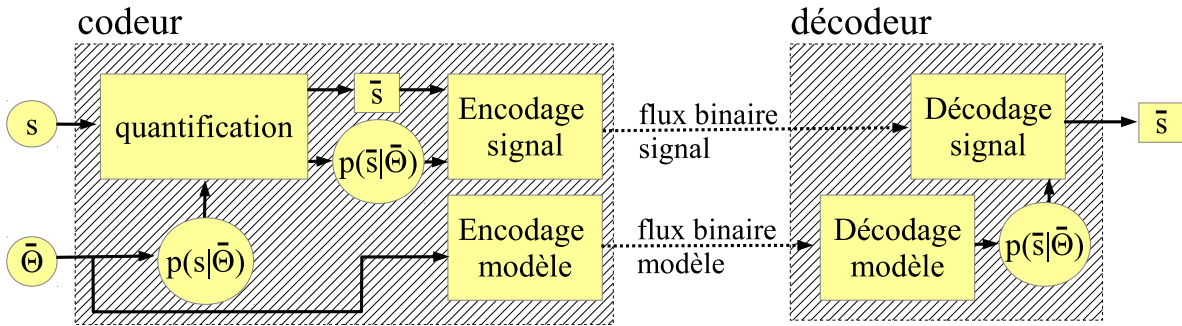 codeur
décodeur
s
quantification
s̄
p(s̄|Θ̄)
Encodage
signal
flux binaire
signal
Décodage
signal
s̄
Θ̄
p(s|Θ̄)
Encodage
modèle
flux binaire
modèle
Décodage
modèle
p(s̄|Θ̄)